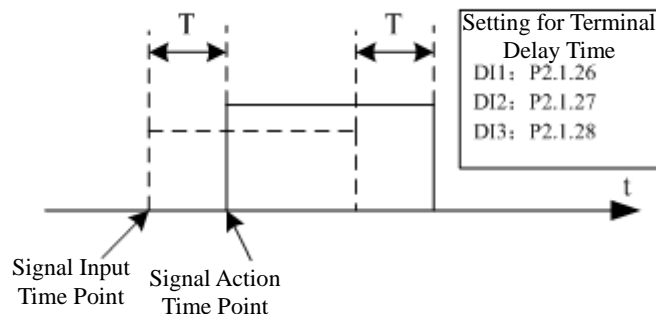 T
T
Setting for Terminal
Delay Time
DI1： P2.1.26
DI2： P2.1.27
DI3： P2.1.28
t
Signal Input
Time Point
Signal Action
Time Point